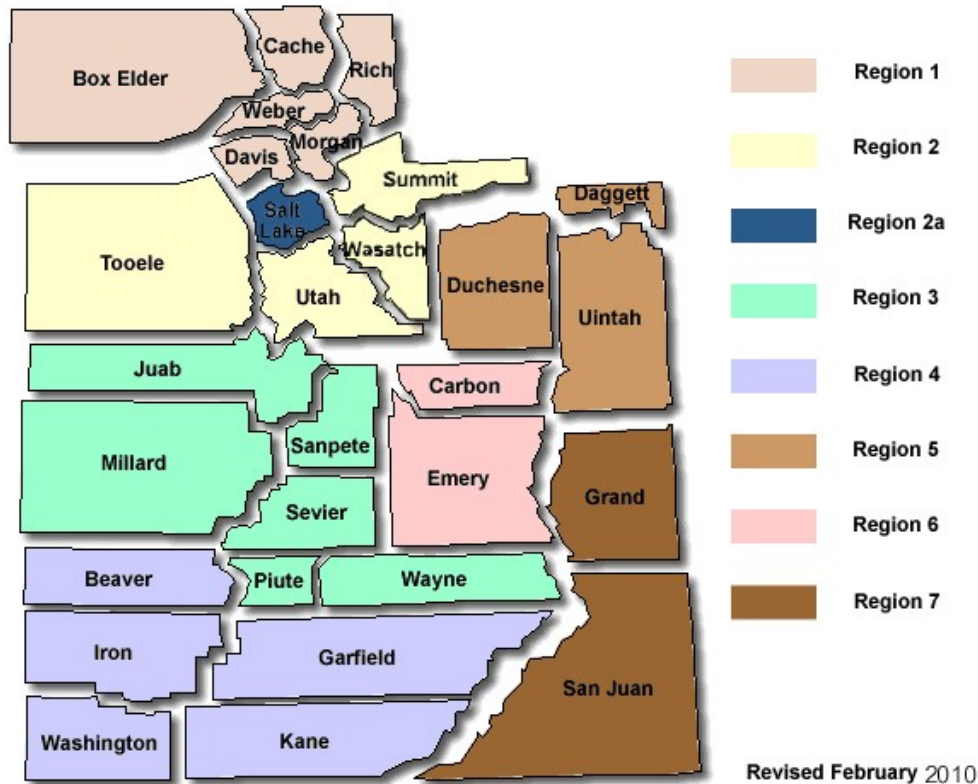 Box Elder
Cache
Rich
Weber
Morgan
Davis
Summit
Daggett
Salt
Lake
Wasatch
Tooele
Utah
Duchesne
Uintah
Juab
Carbon
Sanpete
Millard
Emery
Grand
Sevier
Beaver
Piute
Wayne
Iron
Garfield
San Juan
Washington
Kane
Region 1
Region 2
Region 2a
Region 3
Region 4
Region 5
Region 6
Region 7
Revised February 2010